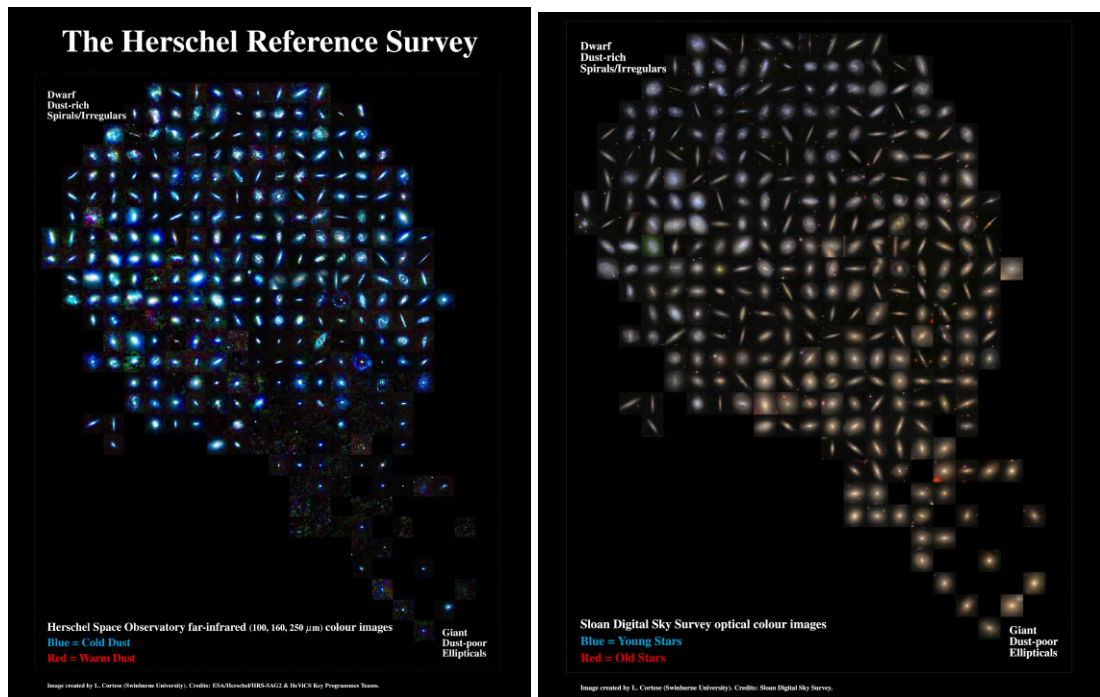 The Herschel Reference Survey
Dwarf
Dust-rich
Spirals/Irregulars
Herschel Space Observatory far-infrared (100, 160, 250 μm) colour images
Blue = Cold Dust
Red = Warm Dust
Giant
Dust-poor
Ellipticals
Image created by L. Cortese (Swinburne University). Credits: ESA/Herschel/HRS-SAG2 & HeViCS Key Programmes Teams.
Dwarf
Dust-rich
Spirals/Irregulars
Sloan Digital Sky Survey optical colour images
Blue = Young Stars
Red = Old Stars
Giant
Dust-poor
Ellipticals
Image created by L. Cortese (Swinburne University). Credits: Sloan Digital Sky Survey.